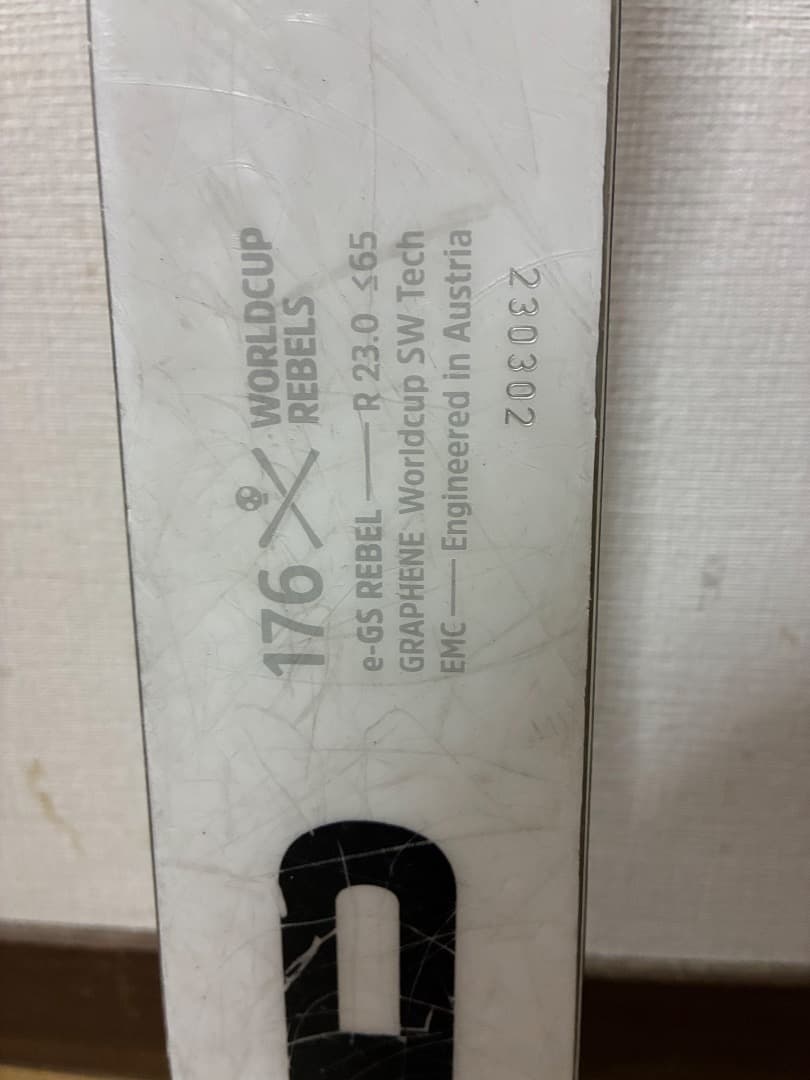 176 WORLDCUP
REBELS
e-GS REBEL — R 23.0 ≤65
GRAPHENE Worldcup SW Tech
EMC — Engineered in Austria
230302